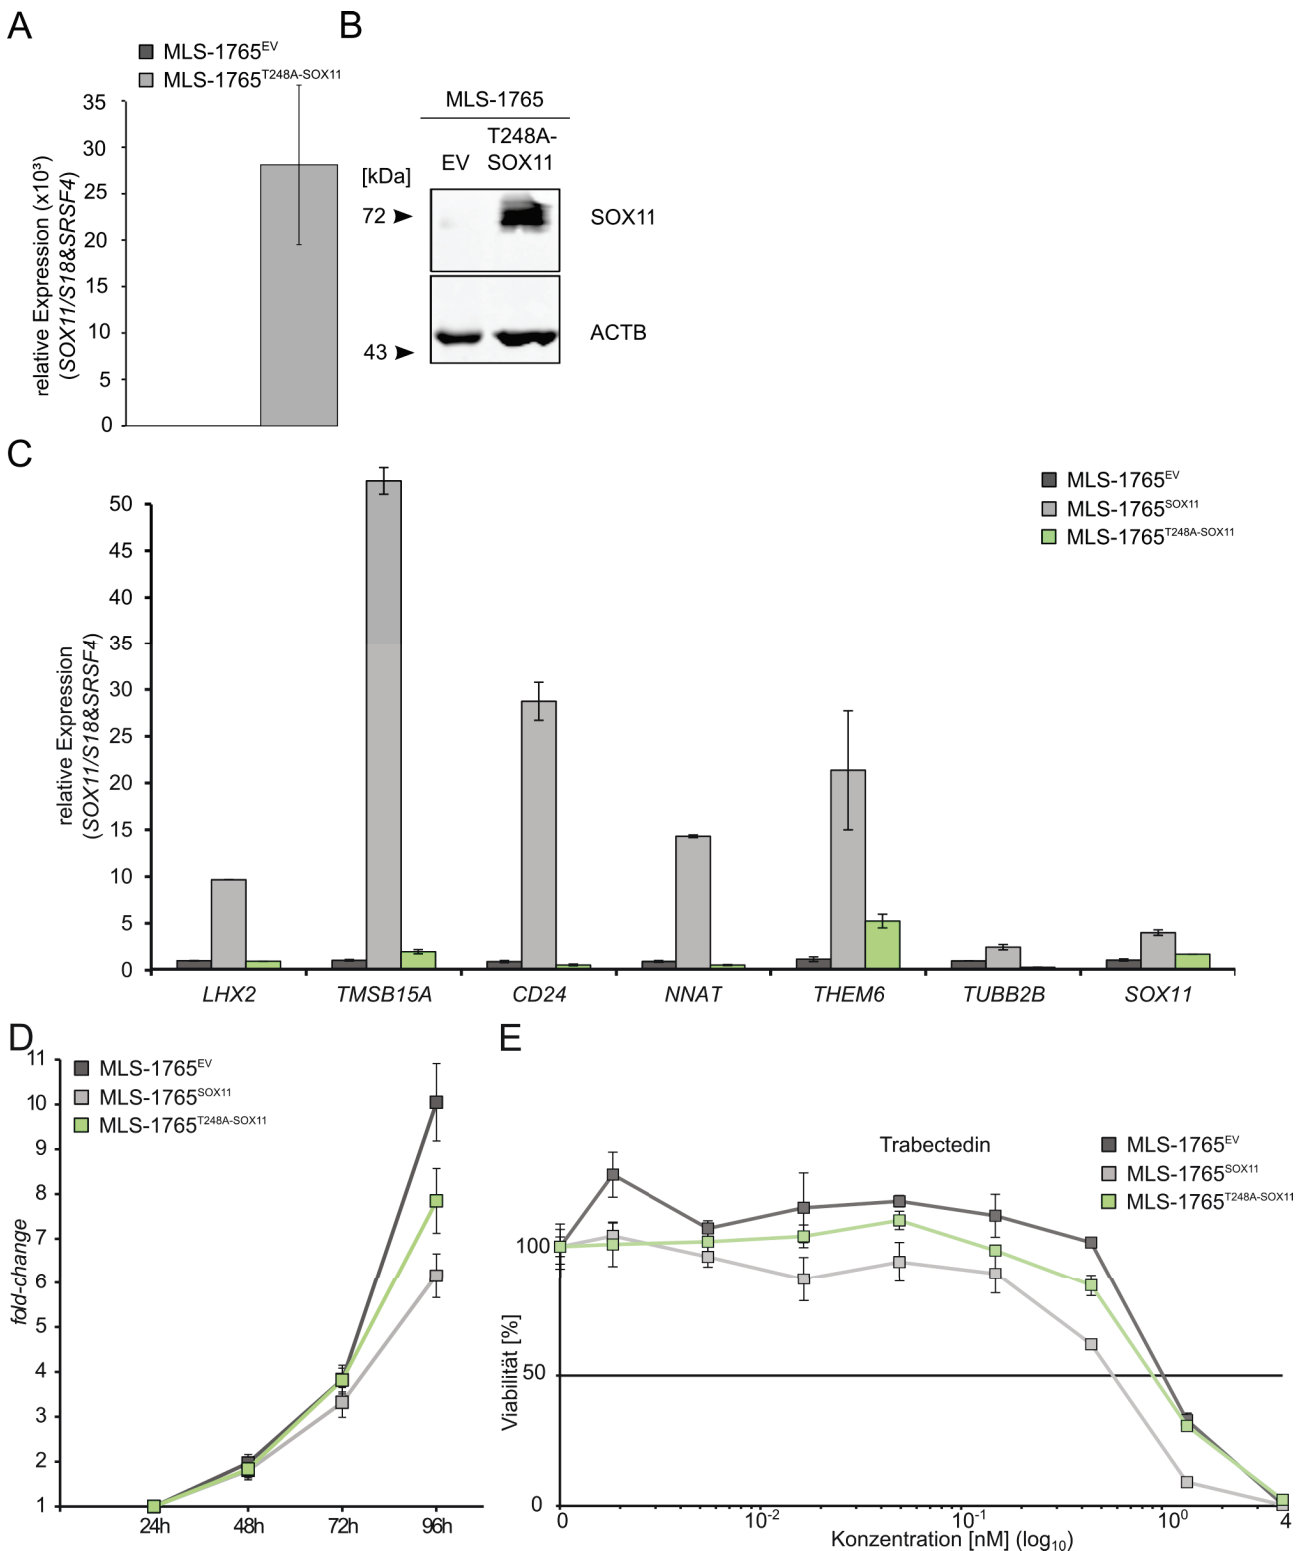 A
MLS-1765EV
MLS-1765T248A-SOX11
35
30
25
20
15
10
5
0
relative Expression (x10³)
(SOX11/S18&SRSF4)
B
MLS-1765
T248A-
EV SOX11
[kDa]
72
SOX11
43
ACTB
C
MLS-1765EV
MLS-1765SOX11
MLS-1765T248A-SOX11
50
45
40
35
30
25
20
15
10
5
0
relative Expression
(SOX11/S18&SRSF4)
LHX2 TMSB15A CD24 NNAT THEM6 TUBB2B SOX11
D
MLS-1765EV
MLS-1765SOX11
MLS-1765T248A-SOX11
11
10
9
8
7
6
5
4
3
2
1
fold-change
24h 48h 72h 96h
E
Trabectedin
MLS-1765EV
MLS-1765SOX11
MLS-1765T248A-SOX11
100
50
0
Viabilität [%]
0 10-2 10-1 100 4
Konzentration [nM] (log10)